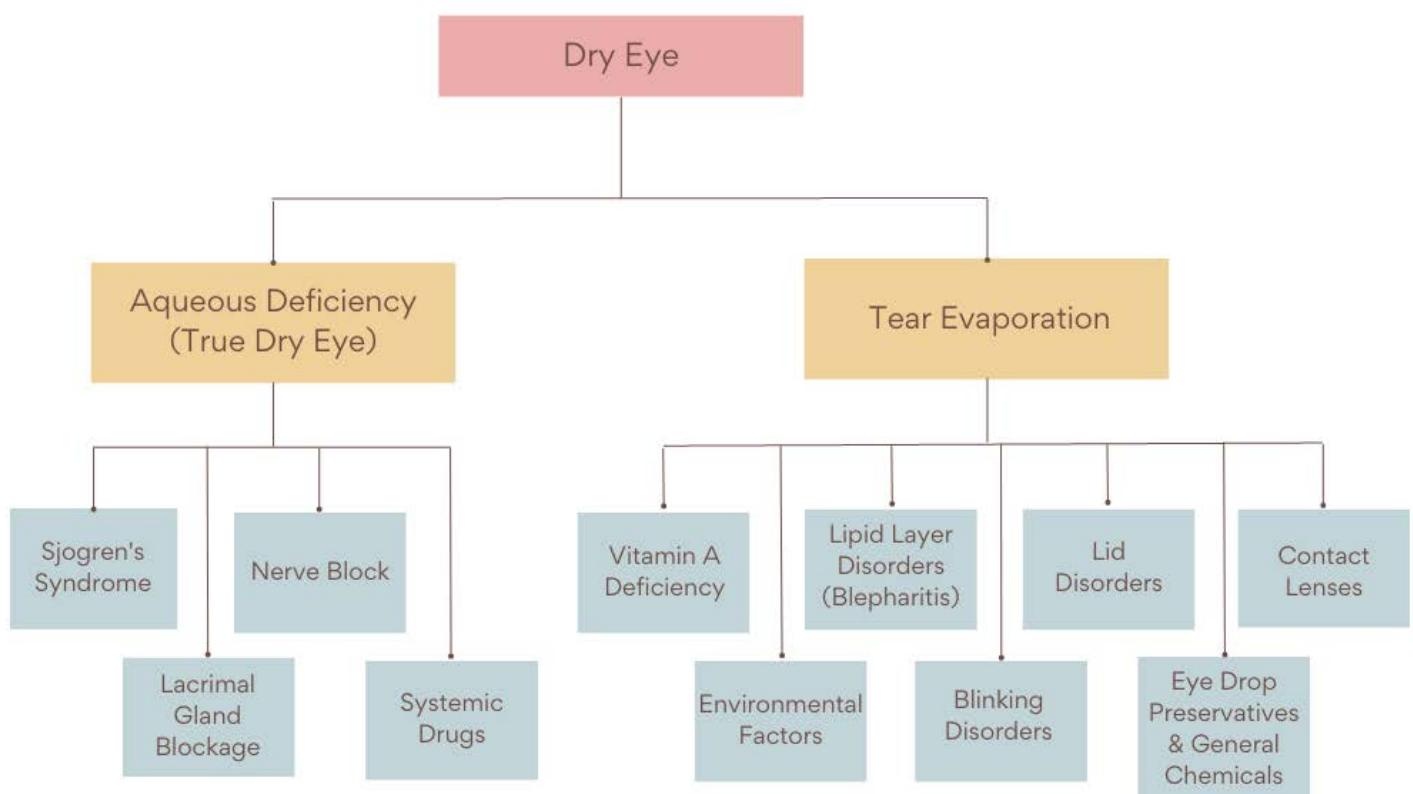 Dry Eye
Aqueous Deficiency
(True Dry Eye)
Tear Evaporation
Sjogren's
Syndrome
Lacrimal
Gland
Blockage
Nerve Block
Systemic
Drugs
Vitamin A
Deficiency
Environmental
Factors
Lipid Layer
Disorders
(Blepharitis)
Blinking
Disorders
Lid
Disorders
Eye Drop
Preservatives
& General
Chemicals
Contact
Lenses